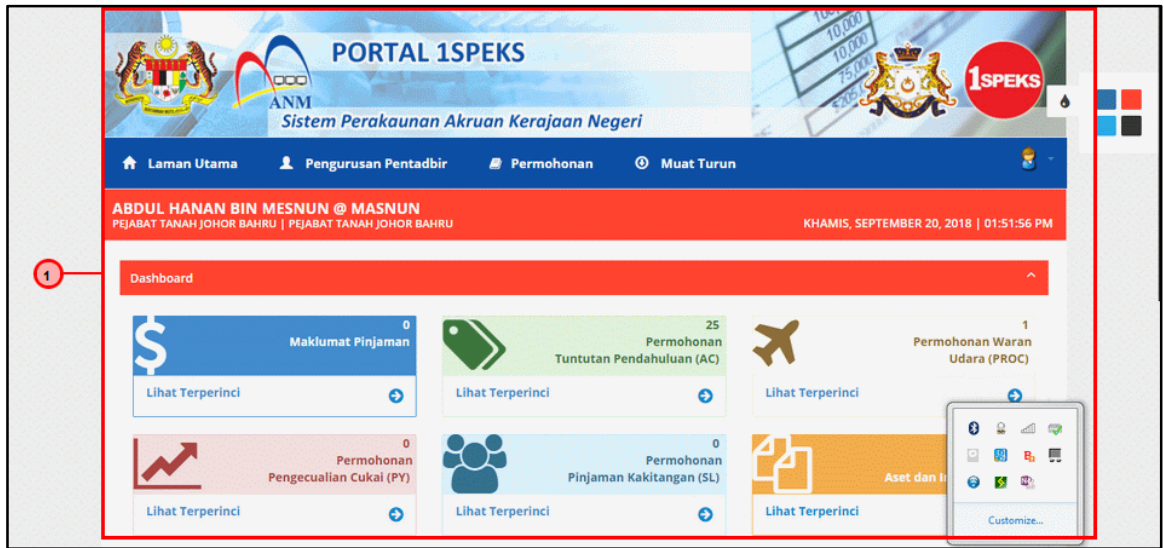 PORTAL 1SPEKS
ANM
Sistem Perakaunan Akruan Kerajaan Negeri
1SPEKS
Laman Utama
Pengurusan Pentadbir
Permohonan
Muat Turun
ABDUL HANAN BIN MESNUN @ MASNUN
PEJABAT TANAH JOHOR BAHRU | PEJABAT TANAH JOHOR BAHRU
KHAMIS, SEPTEMBER 20, 2018 | 01:51:56 PM
1
Dashboard
0
Maklumat Pinjaman
Lihat Terperinci
25
Permohonan
Tuntutan Pendahuluan (AC)
Lihat Terperinci
1
Permohonan Waran
Udara (PROC)
Lihat Terperinci
0
Permohonan
Pengecualian Cukai (PY)
Lihat Terperinci
0
Permohonan
Pinjaman Kakitangan (SL)
Lihat Terperinci
Aset dan
Lihat Terperinci
Customize...